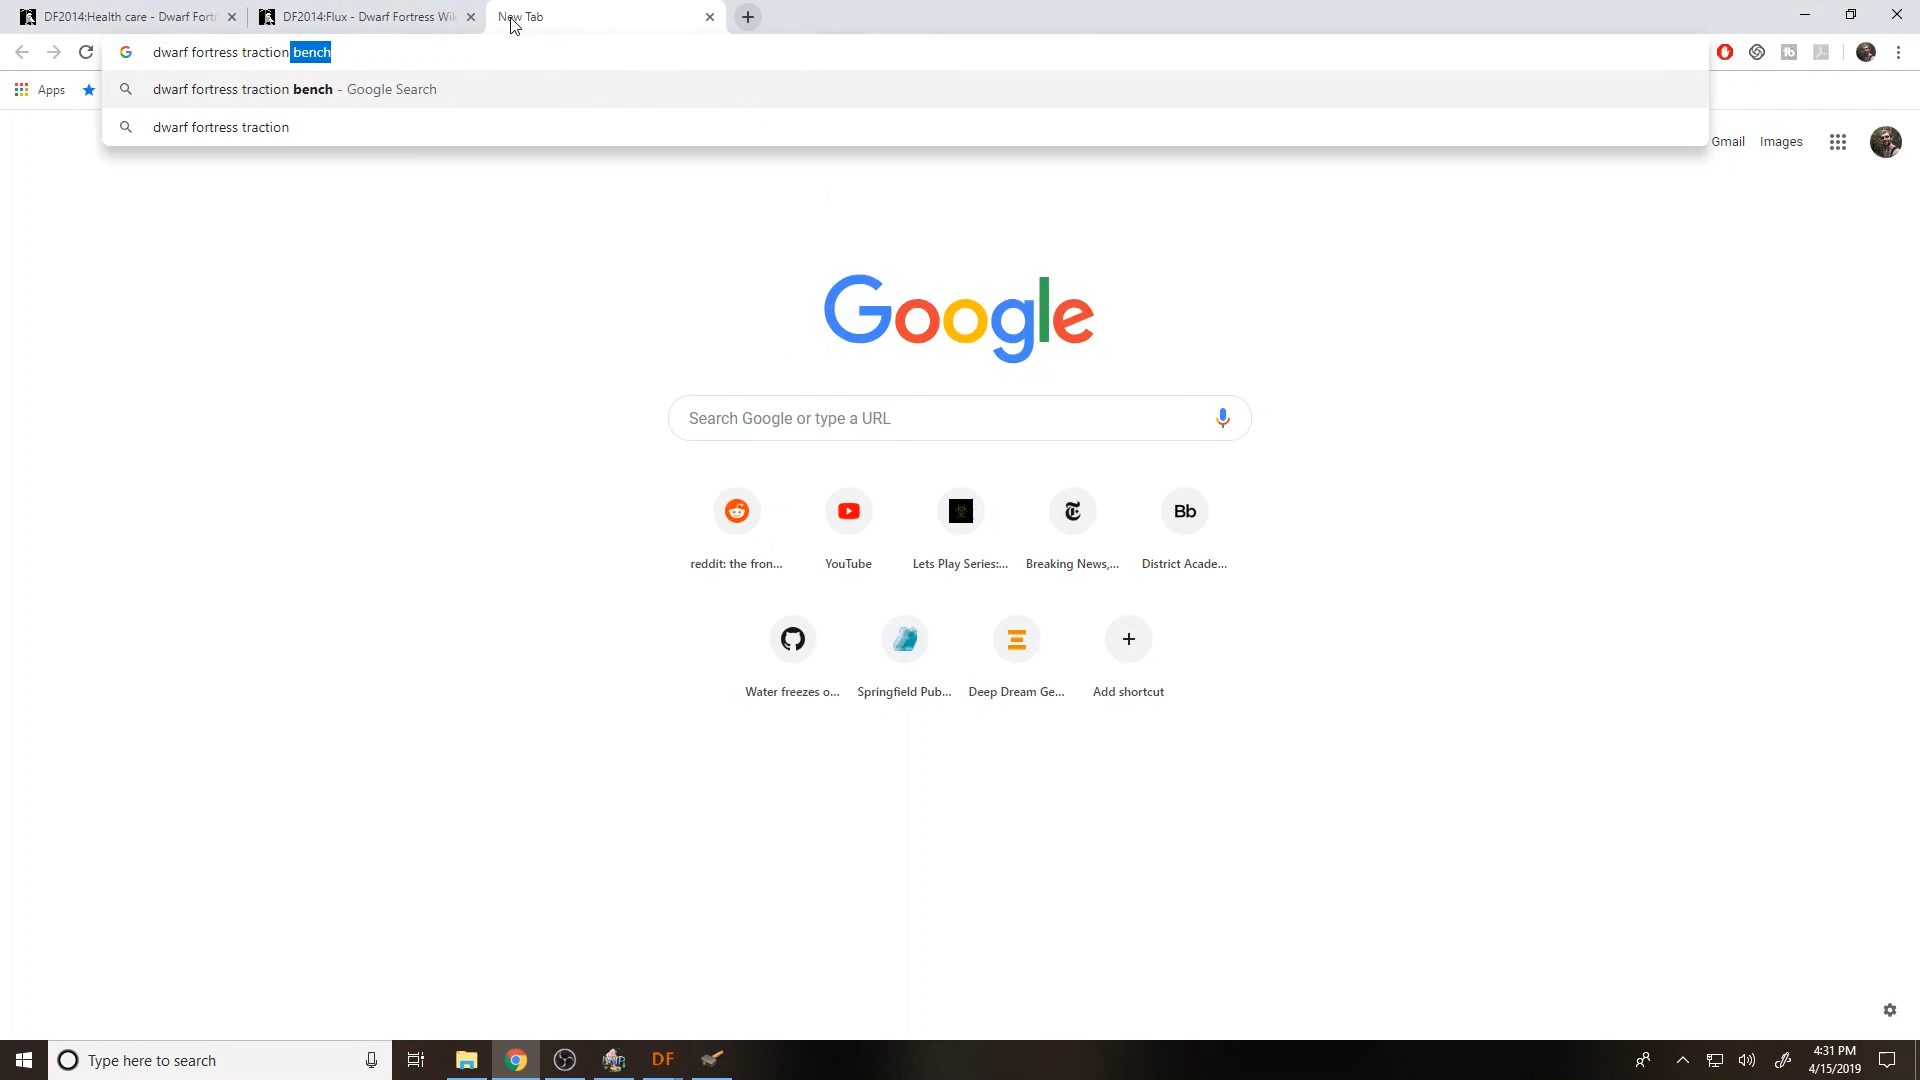 DF2014:Health care - Dwarf Fortr
DF2014:Flux - Dwarf Fortress Wik
New Tab
dwarf fortress traction bench
Apps
dwarf fortress traction bench - Google Search
dwarf fortress traction
Gmail
Images
Google
Search Google or type a URL
Bb
reddit: the fron...
YouTube
Lets Play Series:...
Breaking News,...
District Acade...
Water freezes o...
Springfield Pub...
Deep Dream Ge...
Add shortcut
Type here to search
DF
4:31 PM
4/15/2019